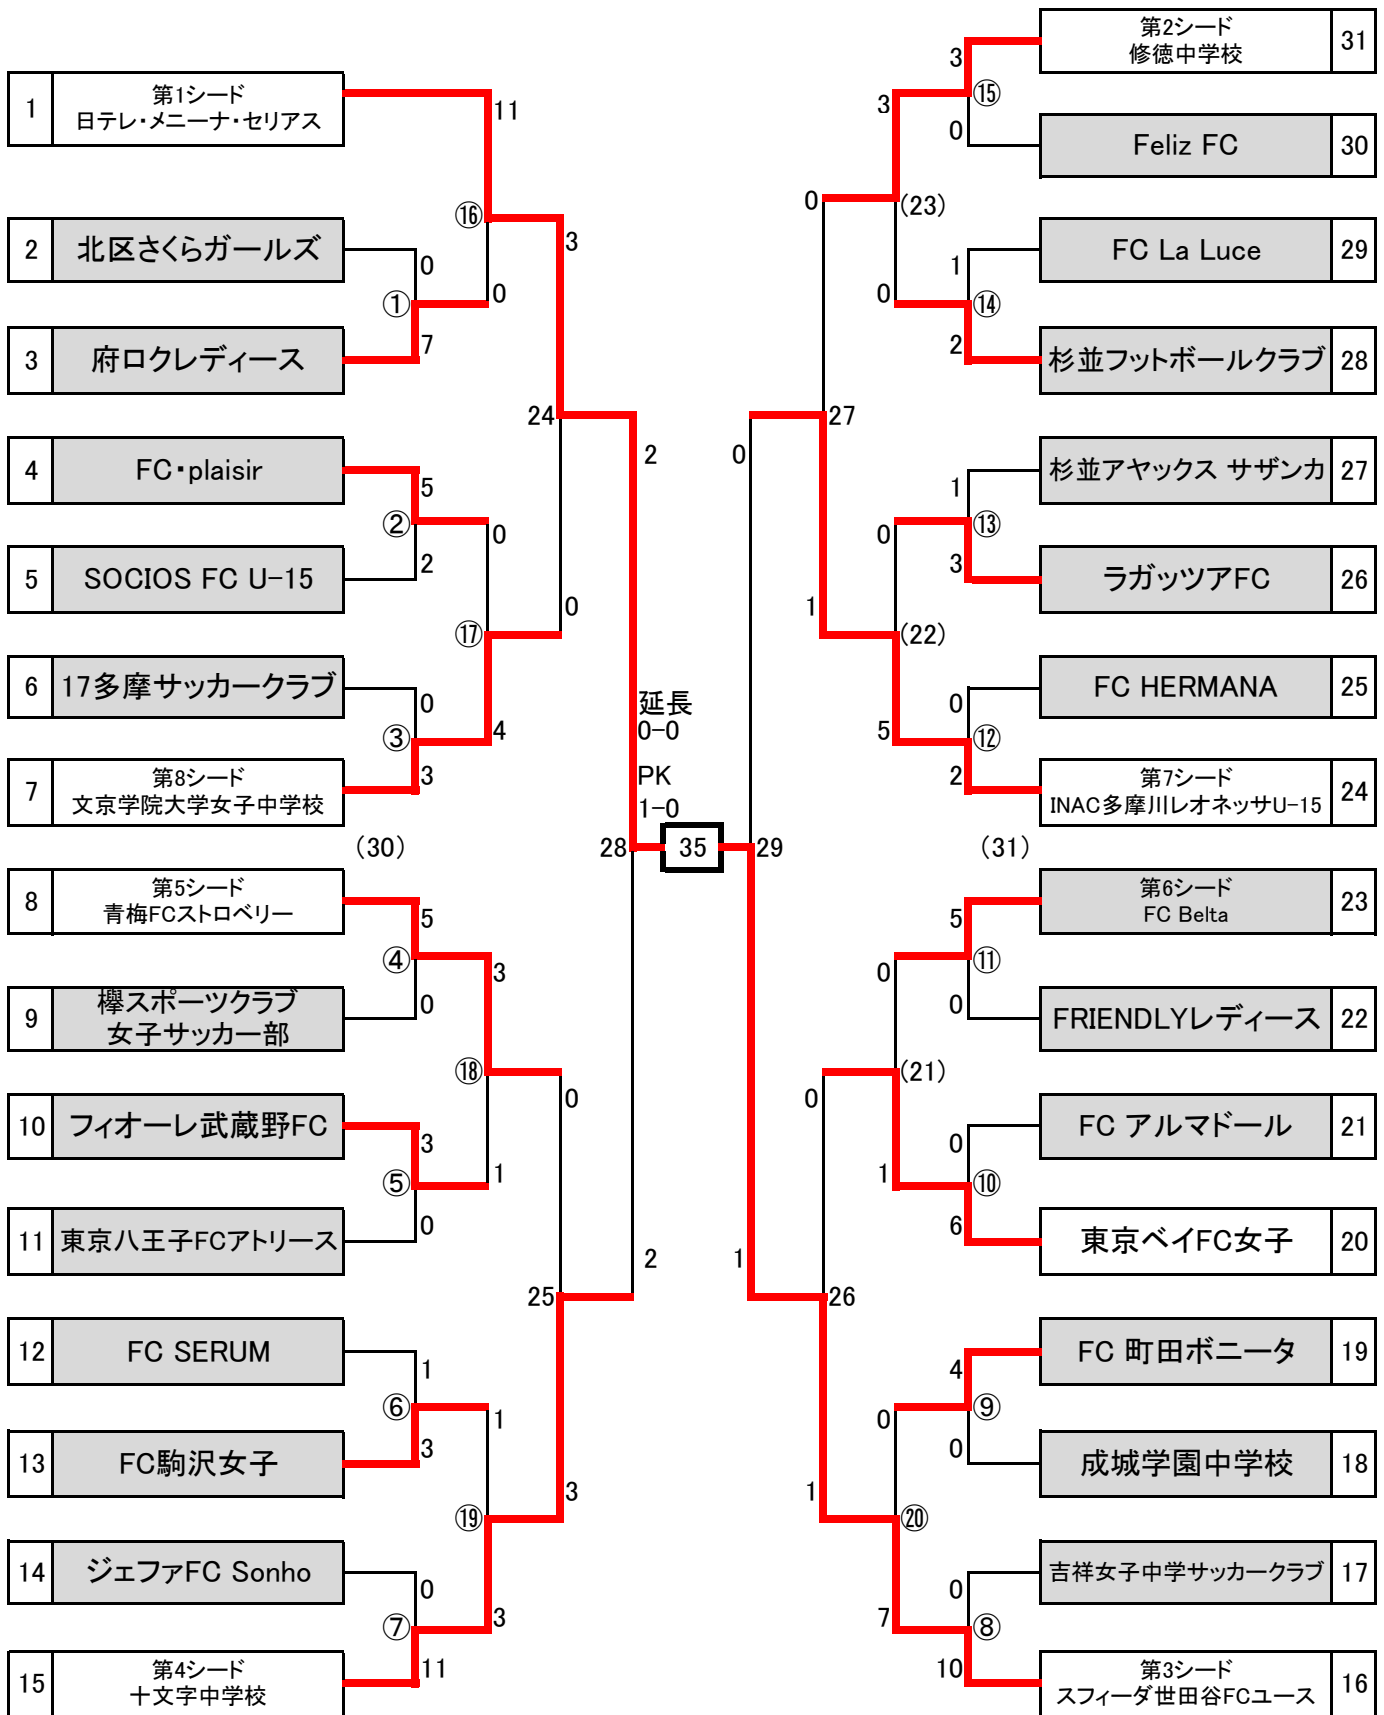 1
第1シード
日テレ・メニーナ・セリアス
2
北区さくらガールズ
3
府ロクレディース
4
FC・plaisir
5
SOCIOS FC U-15
6
17多摩サッカークラブ
7
第8シード
文京学院大学女子中学校
8
第5シード
青梅FCストロベリー
9
欅スポーツクラブ
女子サッカー部
10
フィオーレ武蔵野FC
11
東京八王子FCアトリース
12
FC SERUM
13
FC駒沢女子
14
ジェファFC Sonho
15
第4シード
十文字中学校
11
⑯
0
①
7
0
3
24
5
②
2
0
⑰
0
0
③
3
4
(30)
5
④
0
3
⑱
3
⑤
0
1
0
25
1
⑥
3
1
⑲
3
0
⑦
11
3
2
延長
0-0
PK
1-0
28
35
29
2
0
1
3
⑮
0
3
0
(23)
1
⑭
2
0
27
1
⑬
3
0
1
(22)
0
⑫
2
5
(31)
5
⑪
0
0
(21)
0
0
⑩
6
1
26
4
⑨
0
0
1
⑳
0
⑧
10
7
第2シード
修徳中学校
31
Feliz FC
30
FC La Luce
29
杉並フットボールクラブ
28
杉並アヤックス サザンカ
27
ラガッツアFC
26
FC HERMANA
25
第7シード
INAC多摩川レオネッサU-15
24
第6シード
FC Belta
23
FRIENDLYレディース
22
FC アルマドール
21
東京ベイFC女子
20
FC 町田ボニータ
19
成城学園中学校
18
吉祥女子中学サッカークラブ
17
第3シード
スフィーダ世田谷FCユース
16